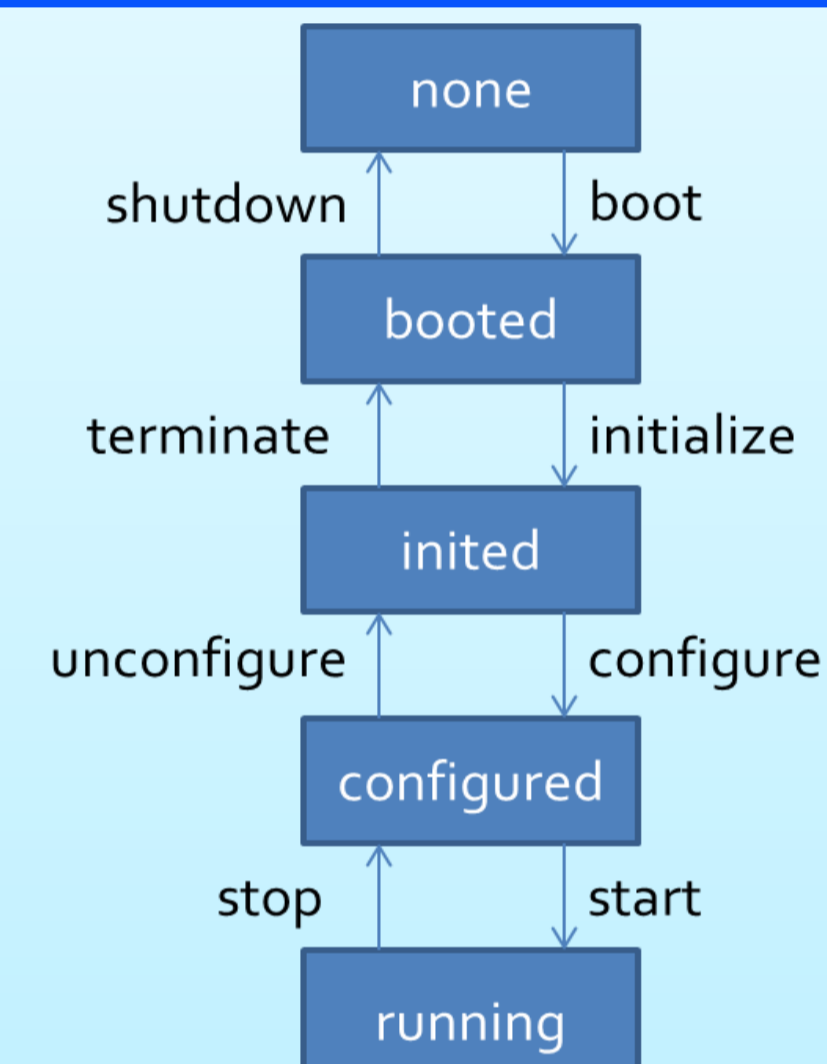 none
shutdown boot
booted
terminate initialize
inited
unconfigure configure
configured
stop start
running